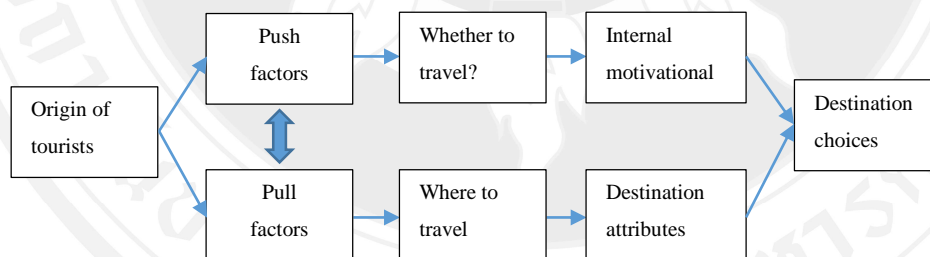 Push
factors
Whether to
travel?
Internal
motivational
Origin of
tourists
Destination
choices
Pull
factors
Where to
travel
Destination
attributes